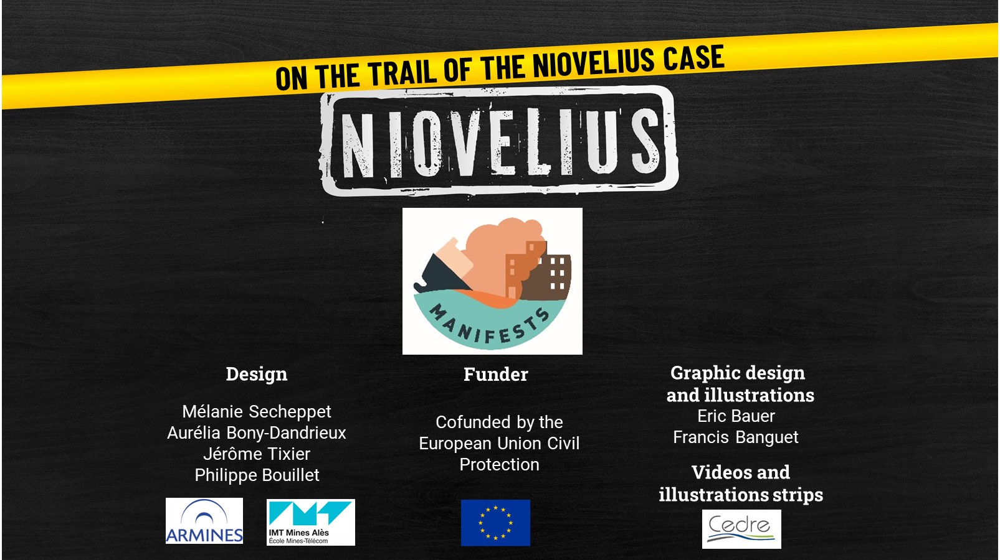 ON THE TRAIL OF THE NIOVELIUS CASE
NIOVELIUS
MANIFESTS
Design
Mélanie Secheppet
Aurélia Bony-Dandrieux
Jérôme Tixier
Philippe Bouillet
ARMINES
IMT Mines Alès
École Mines-Télécom
Funder
Cofunded by the
European Union Civil
Protection
Graphic design
and illustrations
Eric Bauer
Francis Banguet
Videos and
illustrations strips
Cedre